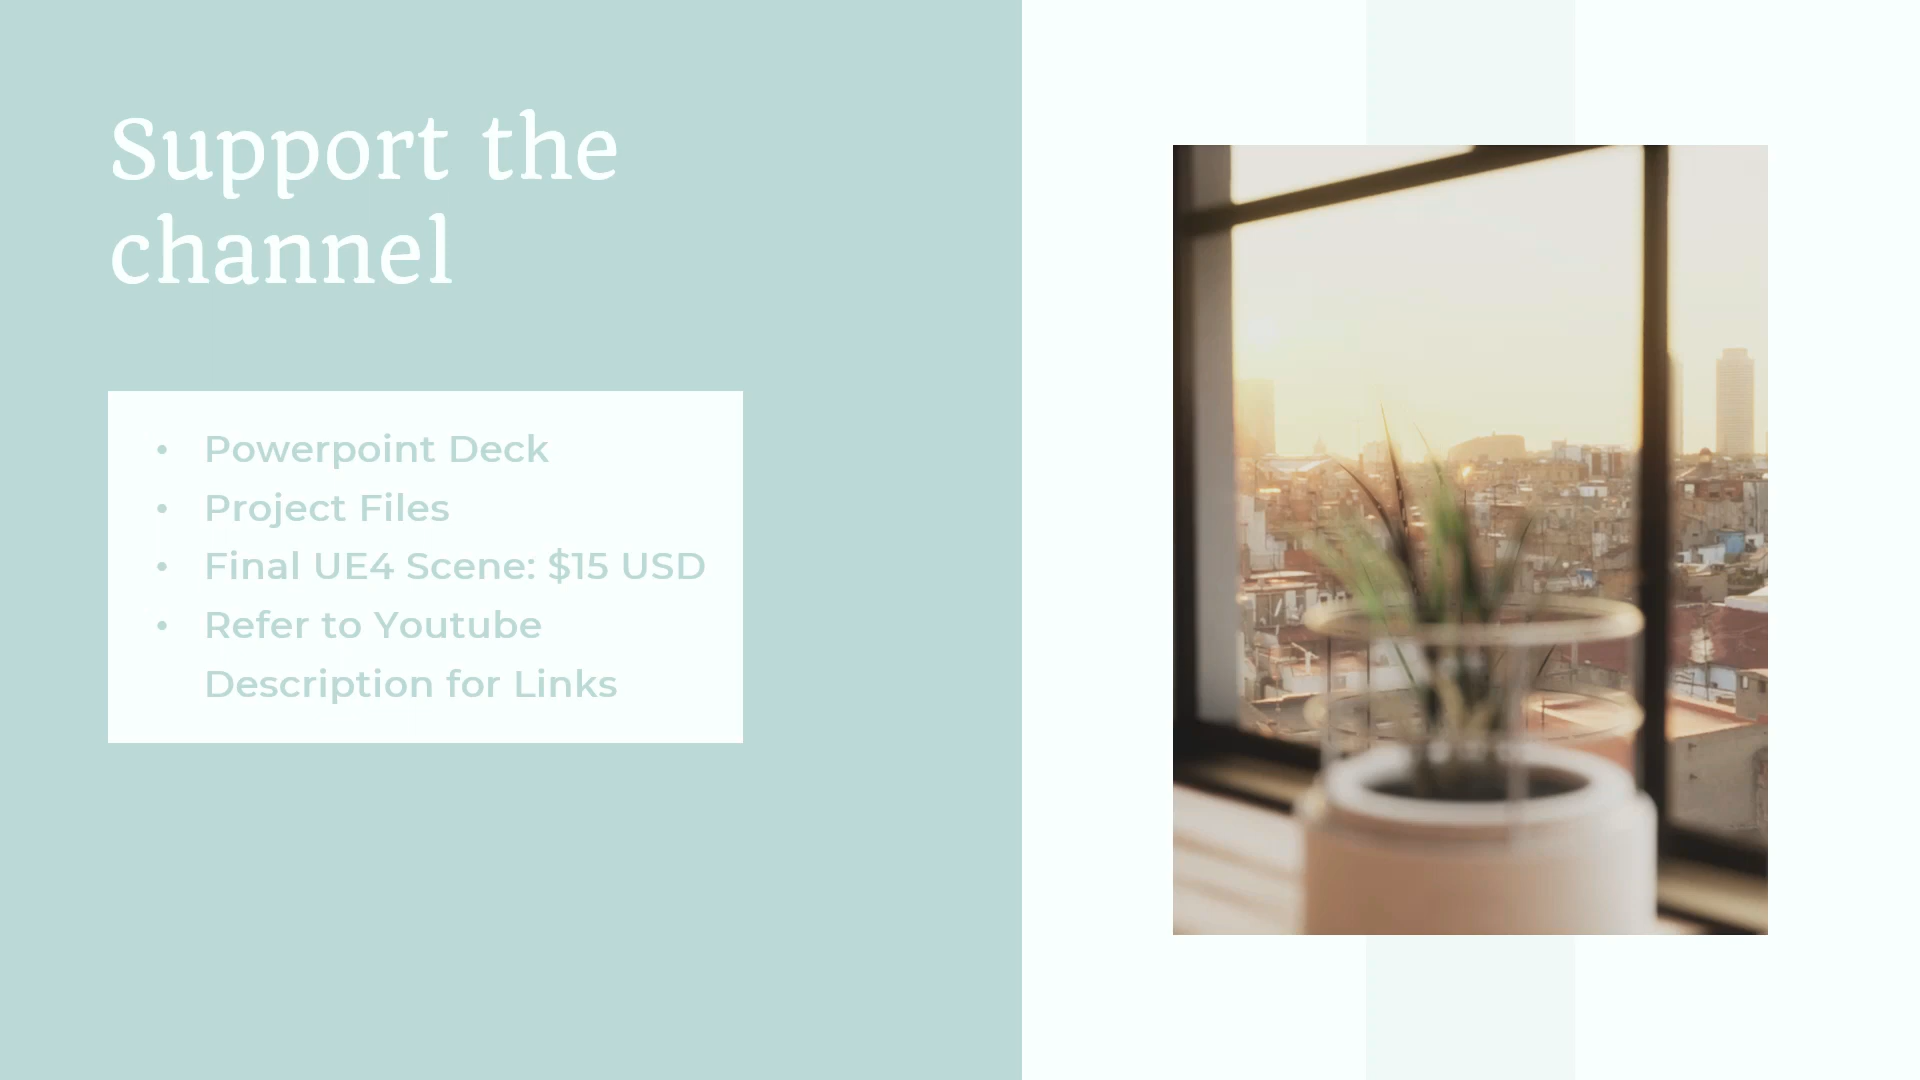 Support the
channel
• Powerpoint Deck
• Project Files
• Final UE4 Scene: $15 USD
• Refer to Youtube
Description for Links